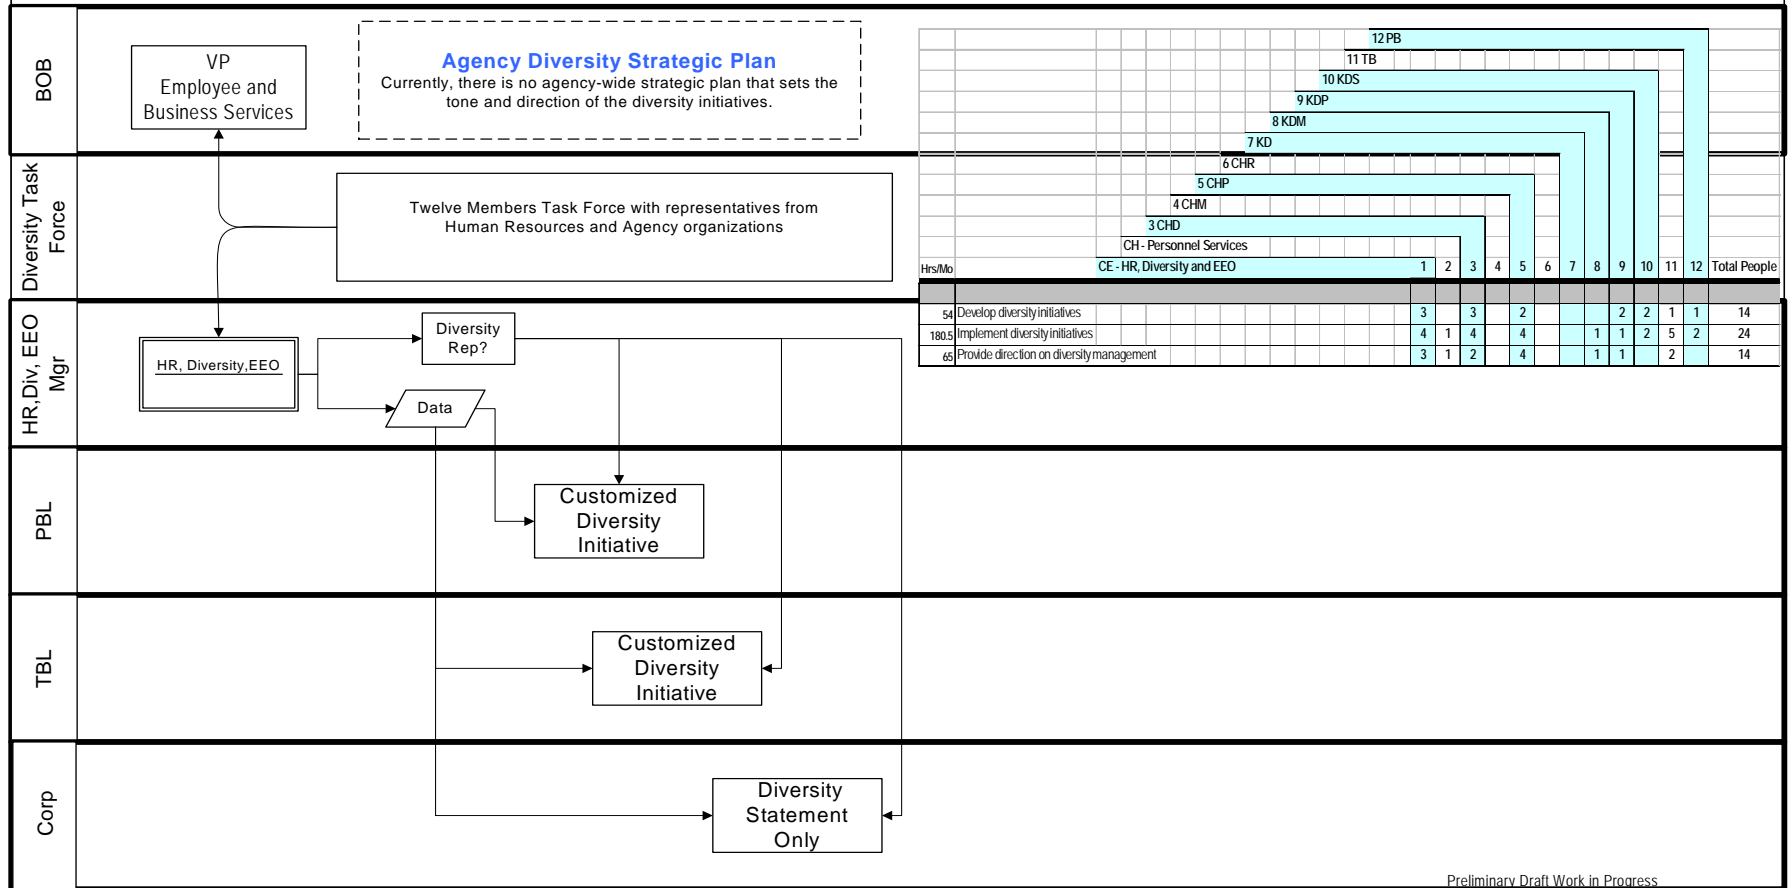 BOB
VP
Employee and
Business Services
Agency Diversity Strategic Plan
Currently, there is no agency-wide strategic plan that sets the
tone and direction of the diversity initiatives.
Diversity Task
Force
Twelve Members Task Force with representatives from
Human Resources and Agency organizations
12 PB
11 TB
10 KDS
9 KDP
8 KDM
7 KD
6 CHR
5 CHP
4 CHM
3 CHD
CH - Personnel Services
Hrs/Mo CE - HR, Diversity and EEO 1 2 3 4 5 6 7 8 9 10 11 12 Total People
54 Develop diversity initiatives 3 3 2 2 2 1 1 14
180.5 Implement diversity initiatives 4 1 4 4 1 1 2 5 2 24
65 Provide direction on diversity management 3 1 2 4 1 1 2 14
HR,Div, EEO
Mgr
HR, Diversity,EEO
Diversity
Rep?
Data
PBL
Customized
Diversity
Initiative
TBL
Customized
Diversity
Initiative
Corp
Diversity
Statement
Only
Preliminary Draft Work in Progress